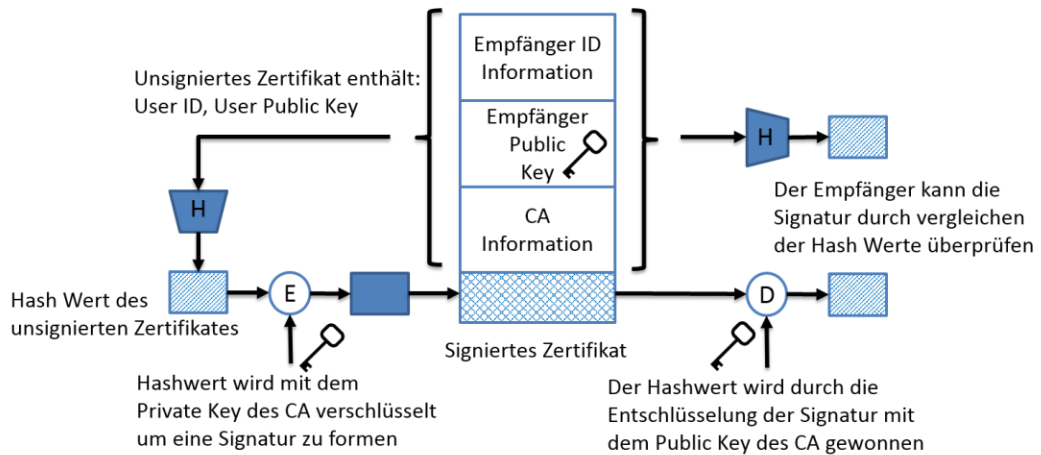 Unsigniertes Zertifikat enthält:
User ID, User Public Key
H
Hash Wert des
unsignierten Zertifikates
E
Hashwert wird mit dem
Private Key des CA verschlüsselt
um eine Signatur zu formen
Empfänger ID
Information
Empfänger
Public
Key
CA
Information
Signiertes Zertifikat
H
Der Empfänger kann die
Signatur durch vergleichen
der Hash Werte überprüfen
D
Der Hashwert wird durch die
Entschlüsselung der Signatur mit
dem Public Key des CA gewonnen